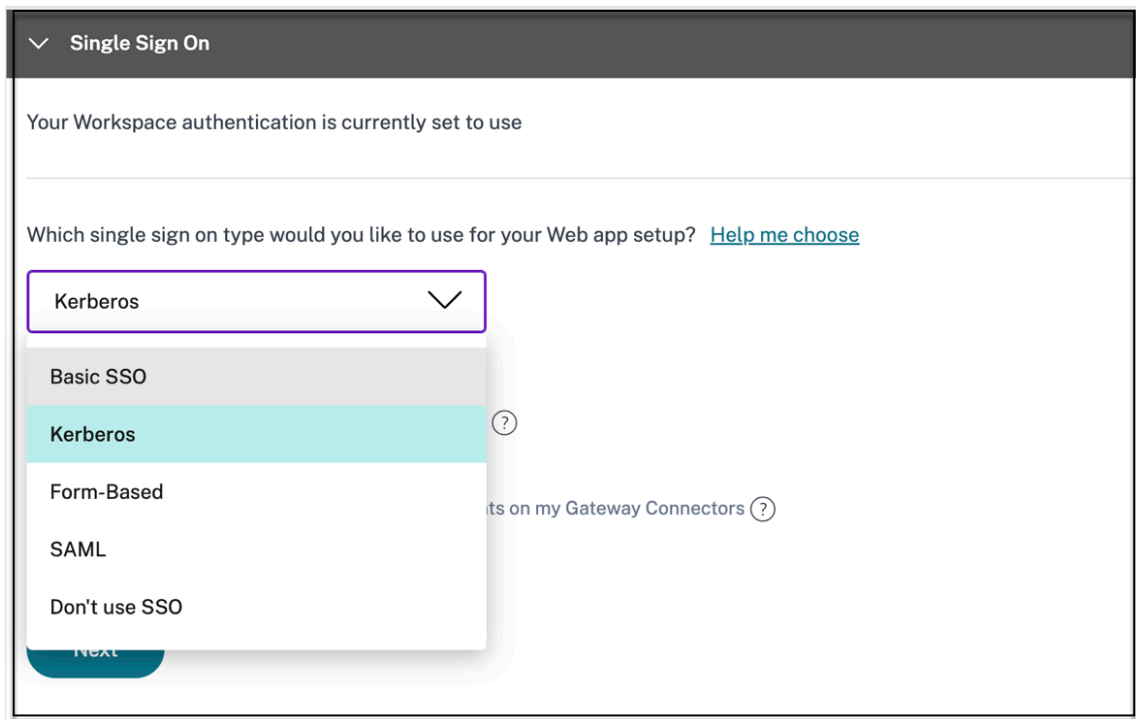 Single Sign On
Your Workspace authentication is currently set to use
Which single sign on type would you like to use for your Web app setup? Help me choose
Kerberos
Basic SSO
Kerberos
?
Form-Based
on my Gateway Connectors ?
SAML
Don't use SSO
Next